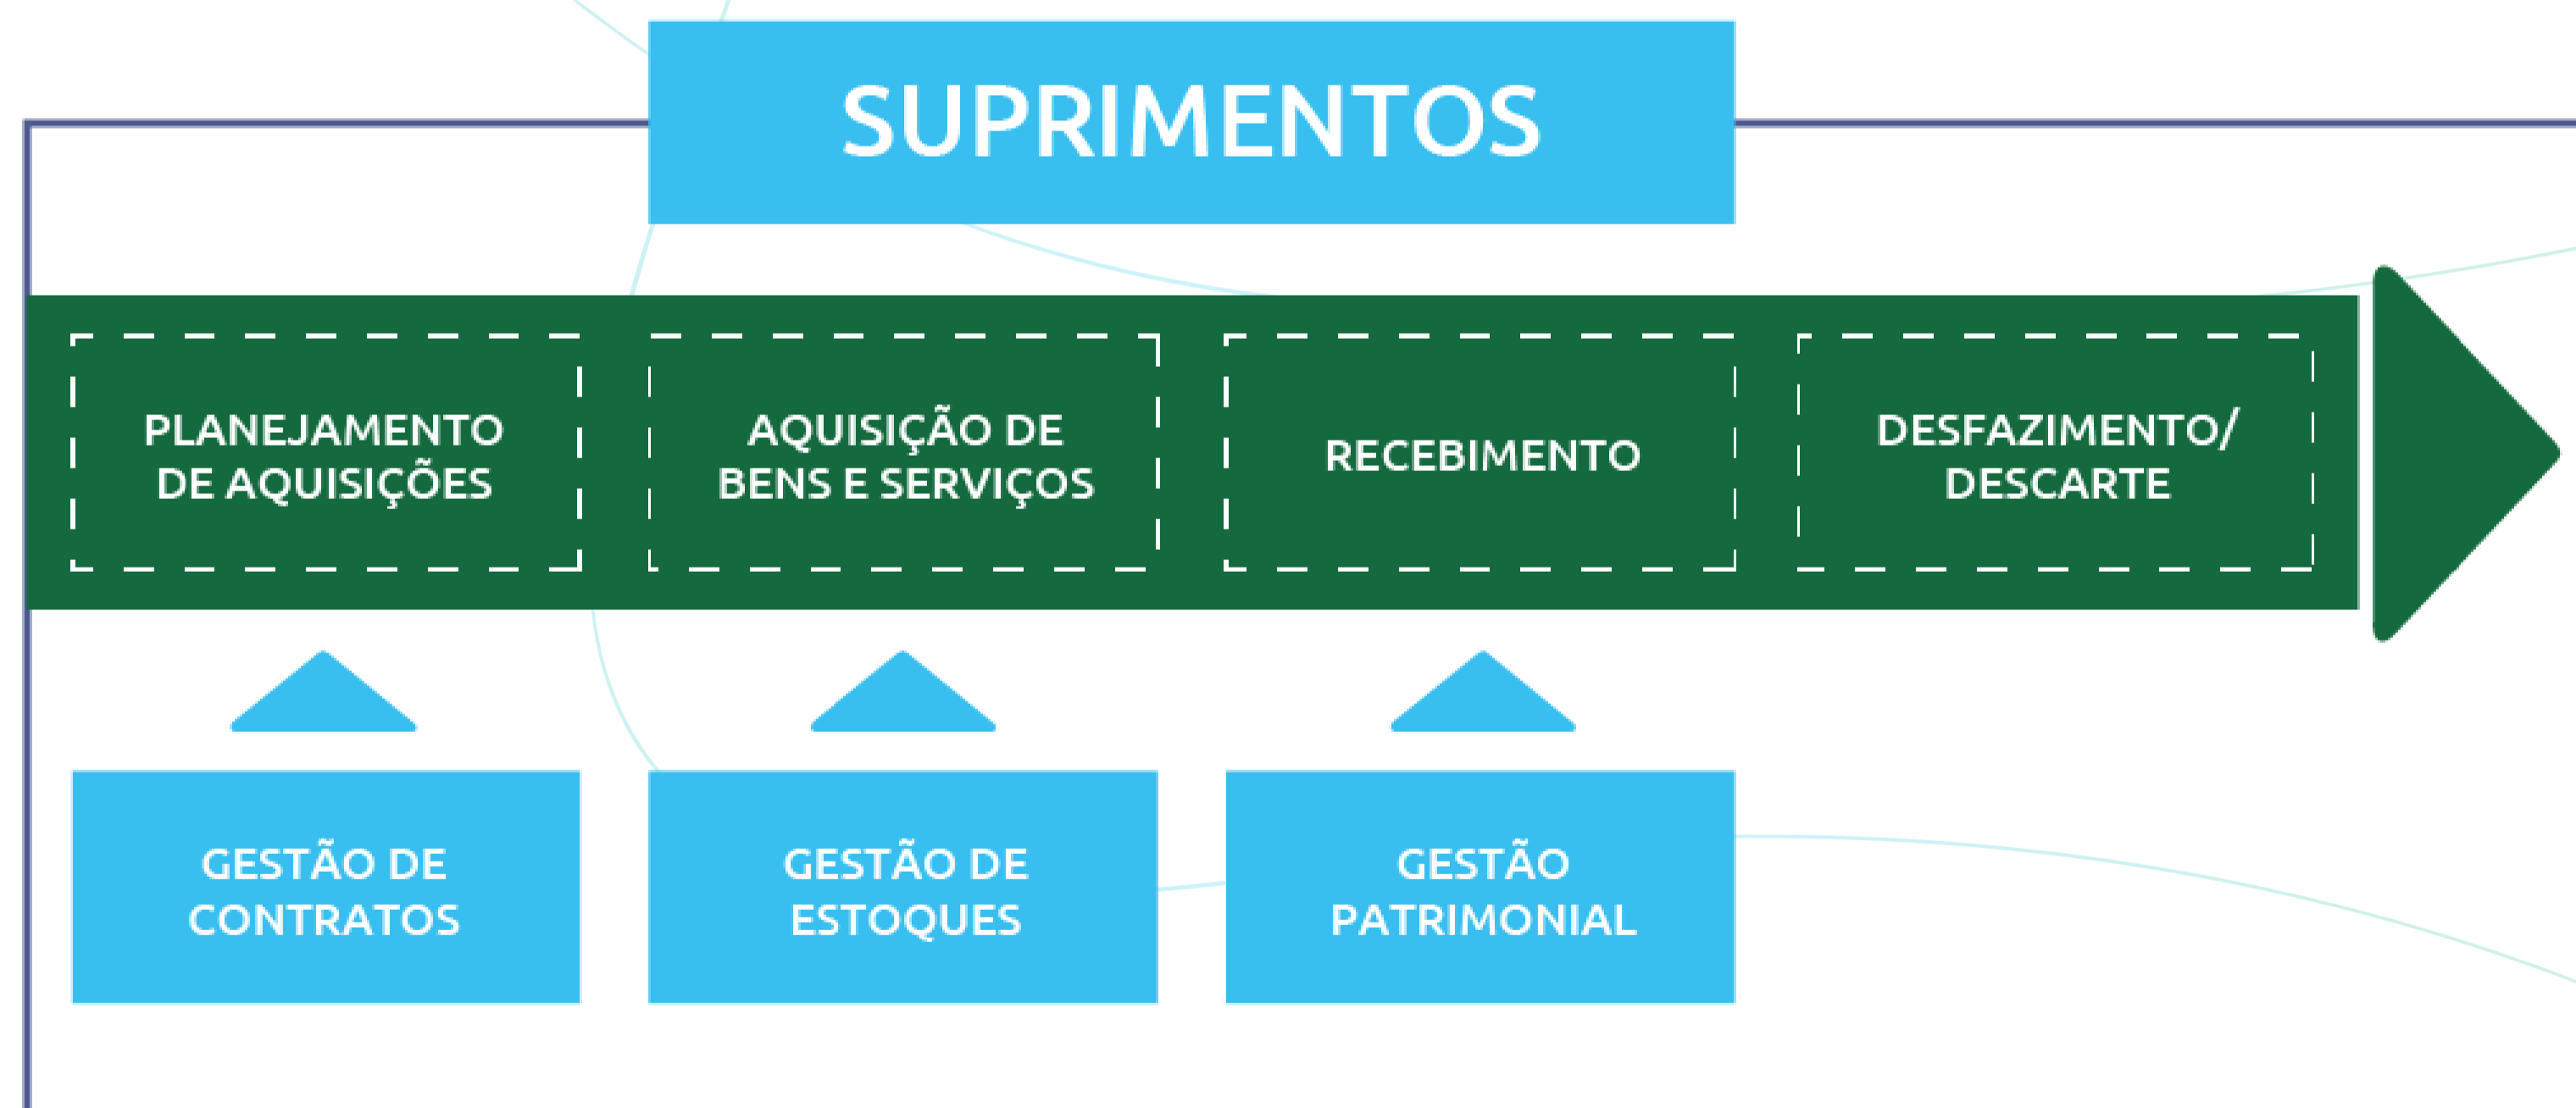 SUPRIMENTOS
PLANEJAMENTO
DE AQUISIÇÕES
AQUISIÇÃO DE
BENS E SERVIÇOS
RECEBIMENTO
DESFAZIMENTO/
DESCARTE
GESTÃO DE
CONTRATOS
GESTÃO DE
ESTOQUES
GESTÃO
PATRIMONIAL